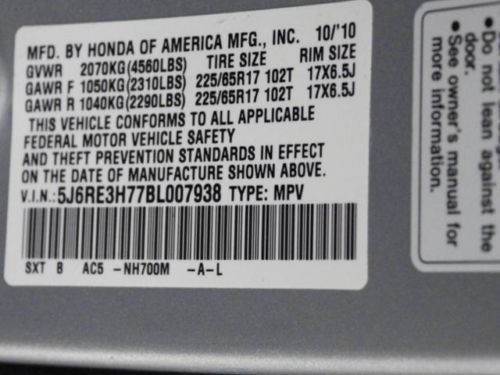 MFD. BY HONDA OF AMERICA MFG., INC. 10/'10
GVWR 2070KG(4560LBS) TIRE SIZE RIM SIZE
GAWR F 1050KG(2310LBS) 225/65R17 102T 17X6.5J
GAWR R 1040KG(2290LBS) 225/65R17 102T 17X6.5J
THIS VEHICLE CONFORMS TO ALL APPLICABLE
FEDERAL MOTOR VEHICLE SAFETY
AND THEFT PREVENTION STANDARDS IN EFFECT
ON THE DATE OF MANUFACTURE SHOWN ABOVE.
V.I.N.:5J6RE3H77BL007938 TYPE: MPV
SXT B AC5 -NH700M -A-L
• Do not lean against the
door.
• See owner's manual for
more information.